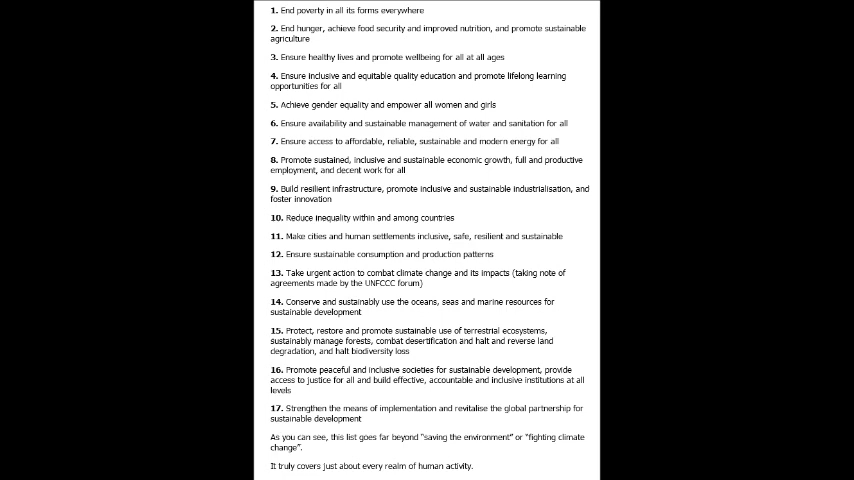 1. End poverty in all its forms everywhere
2. End hunger, achieve food security and improved nutrition, and promote sustainable
agriculture
3. Ensure healthy lives and promote wellbeing for all at all ages
4. Ensure inclusive and equitable quality education and promote lifelong learning
opportunities for all
5. Achieve gender equality and empower all women and girls
6. Ensure availability and sustainable management of water and sanitation for all
7. Ensure access to affordable, reliable, sustainable and modern energy for all
8. Promote sustained, inclusive and sustainable economic growth, full and productive
employment, and decent work for all
9. Build resilient infrastructure, promote inclusive and sustainable industrialisation, and
foster innovation
10. Reduce inequality within and among countries
11. Make cities and human settlements inclusive, safe, resilient and sustainable
12. Ensure sustainable consumption and production patterns
13. Take urgent action to combat climate change and its impacts (taking note of
agreements made by the UNFCCC forum)
14. Conserve and sustainably use the oceans, seas and marine resources for
sustainable development
15. Protect, restore and promote sustainable use of terrestrial ecosystems,
sustainably manage forests, combat desertification and halt and reverse land
degradation, and halt biodiversity loss
16. Promote peaceful and inclusive societies for sustainable development, provide
access to justice for all and build effective, accountable and inclusive institutions at all
levels
17. Strengthen the means of implementation and revitalise the global partnership for
sustainable development
As you can see, this list goes far beyond "saving the environment" or "fighting climate
change".
It truly covers just about every realm of human activity.